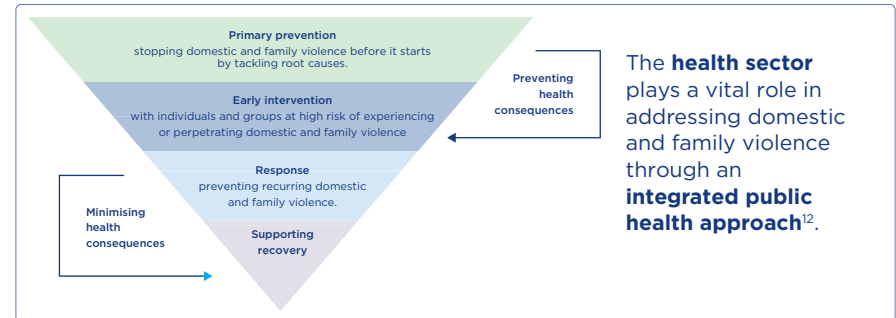 Primary prevention
stopping domestic and family violence before it starts
by tackling root causes.
Early intervention
with individuals and groups at high risk of experiencing
or perpetrating domestic and family violence
Response
preventing recurring domestic
and family violence.
Supporting
recovery
Preventing
health
consequences
Minimising
health
consequences
The health sector
plays a vital role in
addressing domestic
and family violence
through an
integrated public
health approach¹².